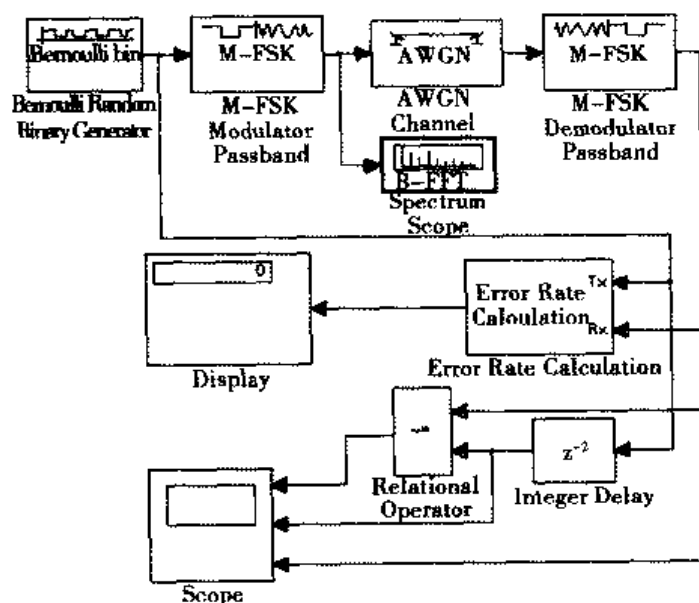 Bernoulli bin
Bernoulli Random
Binary Generator
M-FSK
M-FSK
Modulator
Passband
AWGN
AWGN
Channel
M-FSK
M-FSK
Demodulator
Passband
B-FFT
Spectrum
Scope
0
Display
Error Rate
Calculation
Tx
Rx
Error Rate Calculation
Relational
Operator
z⁻²
Integer Delay
Scope